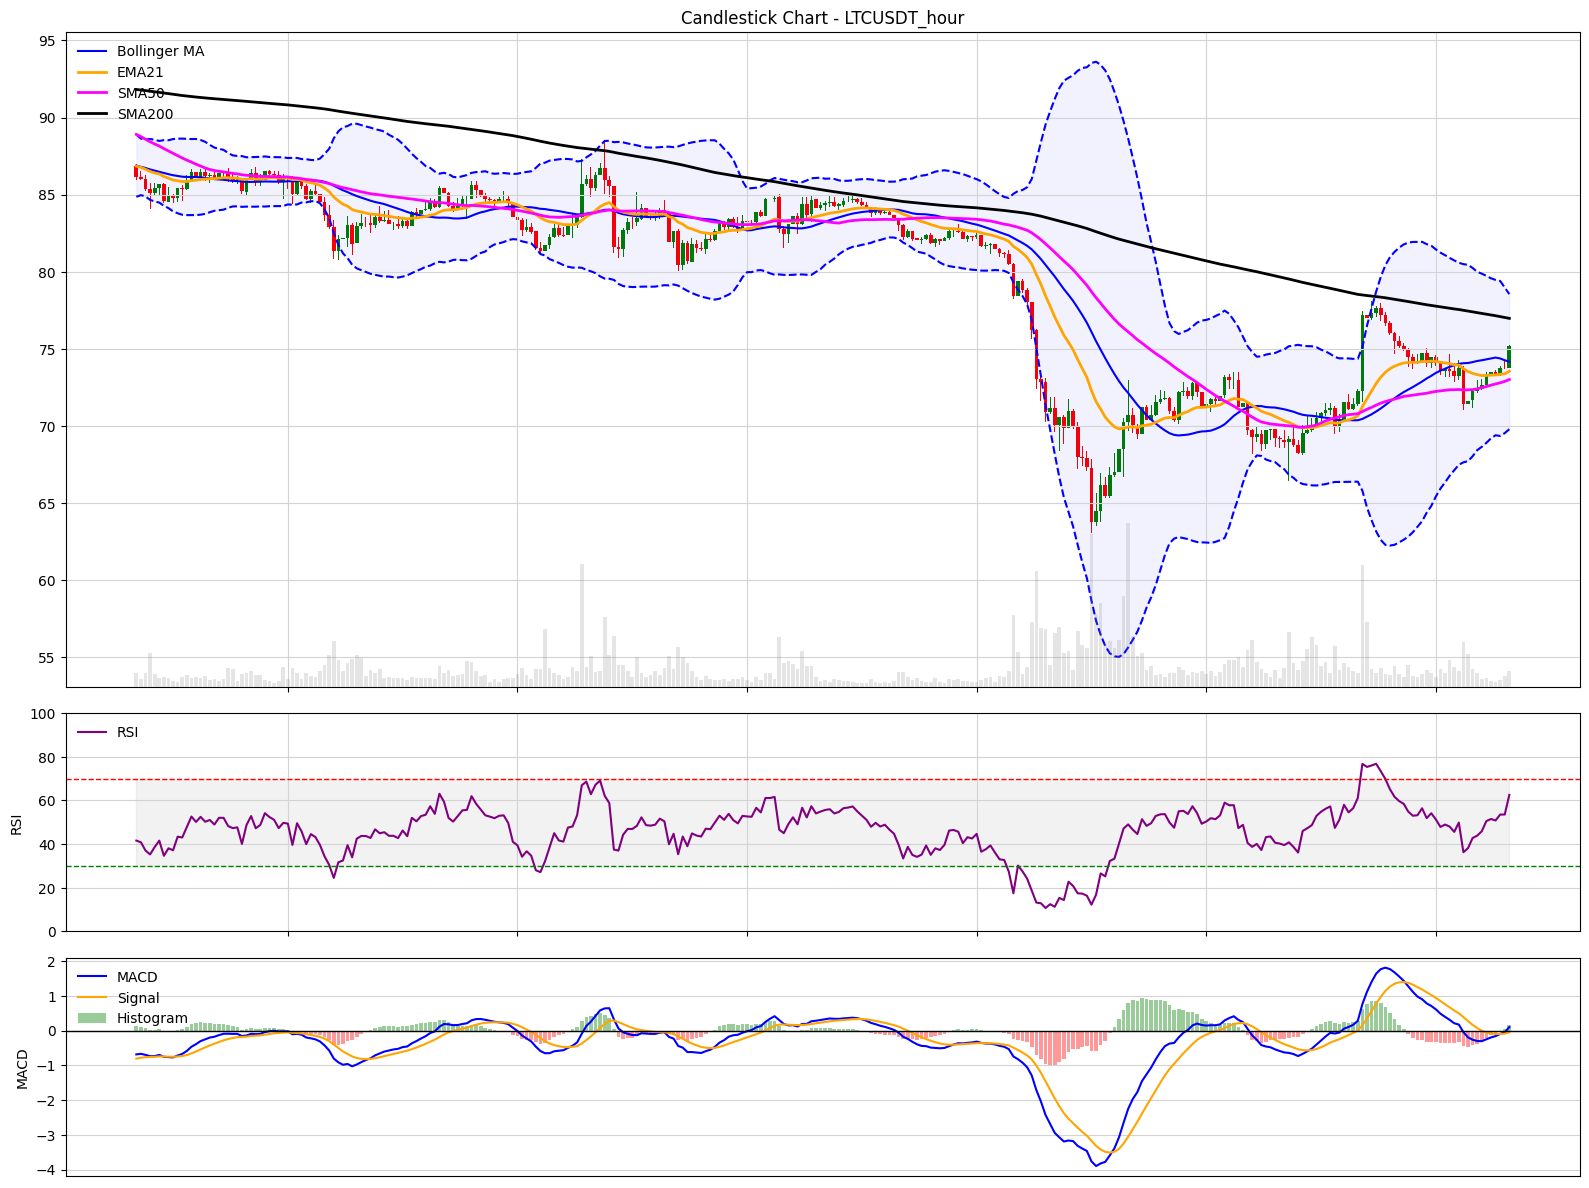 Candlestick Chart - LTCUSDT_hour
95
90
85
80
75
70
65
60
55
Bollinger MA
EMA21
SMA50
SMA200
100
80
60
40
20
0
RSI
RSI
2
1
0
−1
−2
−3
−4
MACD
MACD
Signal
Histogram